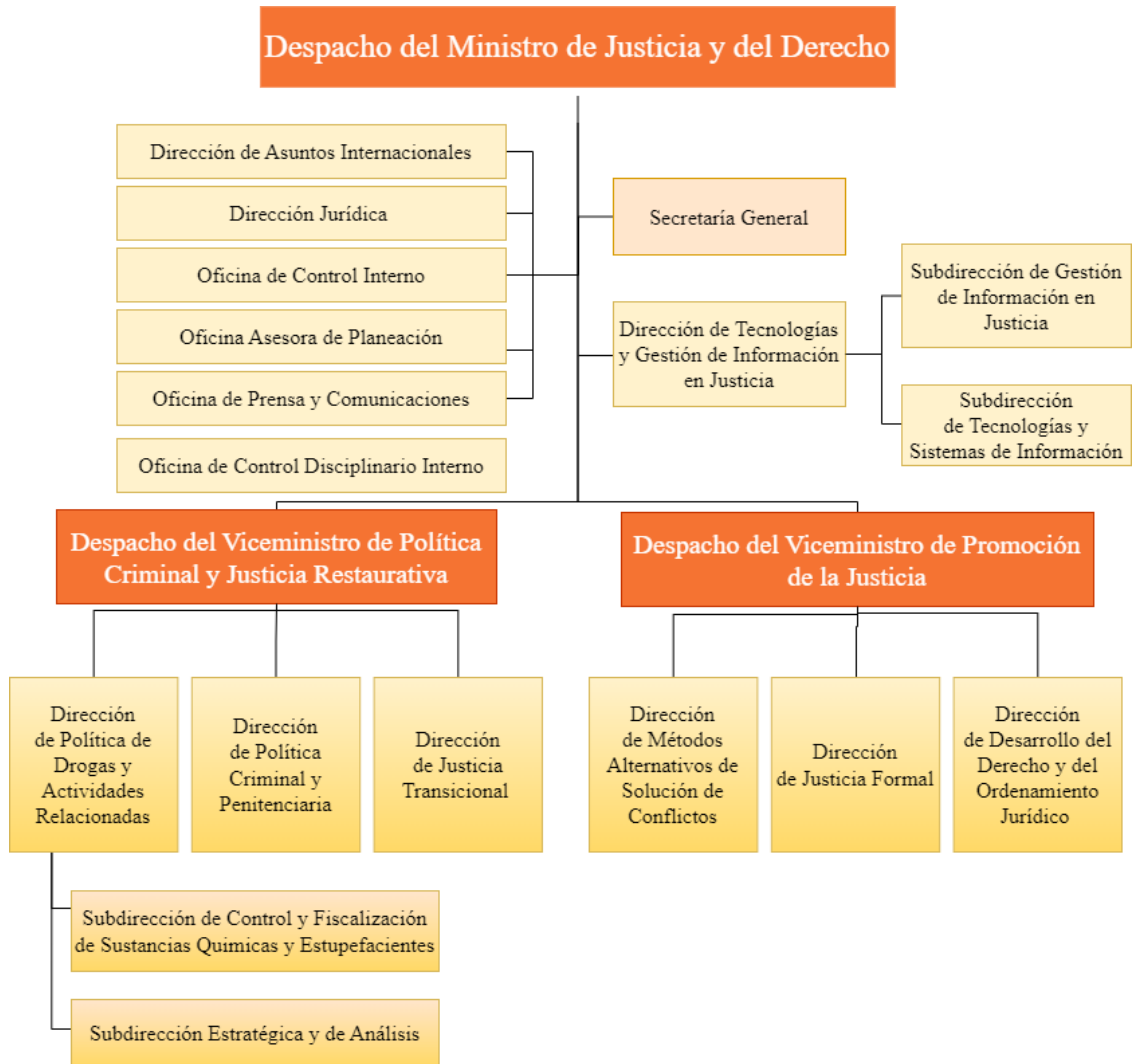 Despacho del Ministro de Justicia y del Derecho
Dirección de Asuntos Internacionales
Dirección Jurídica
Oficina de Control Interno
Oficina Asesora de Planeación
Oficina de Prensa y Comunicaciones
Oficina de Control Disciplinario Interno
Secretaría General
Dirección de Tecnologías
y Gestión de Información
en Justicia
Subdirección de Gestión
de Información en
Justicia
Subdirección
de Tecnologías y
Sistemas de Información
Despacho del Viceministro de Política
Criminal y Justicia Restaurativa
Despacho del Viceministro de Promoción
de la Justicia
Dirección
de Política de
Drogas y
Actividades
Relacionadas
Dirección
de Política
Criminal y
Penitenciaria
Dirección
de Justicia
Transicional
Dirección
de Métodos
Alternativos de
Solución de
Conflictos
Dirección
de Justicia Formal
Dirección
de Desarrollo del
Derecho y del
Ordenamiento
Jurídico
Subdirección de Control y Fiscalización
de Sustancias Quimicas y Estupefacientes
Subdirección Estratégica y de Análisis